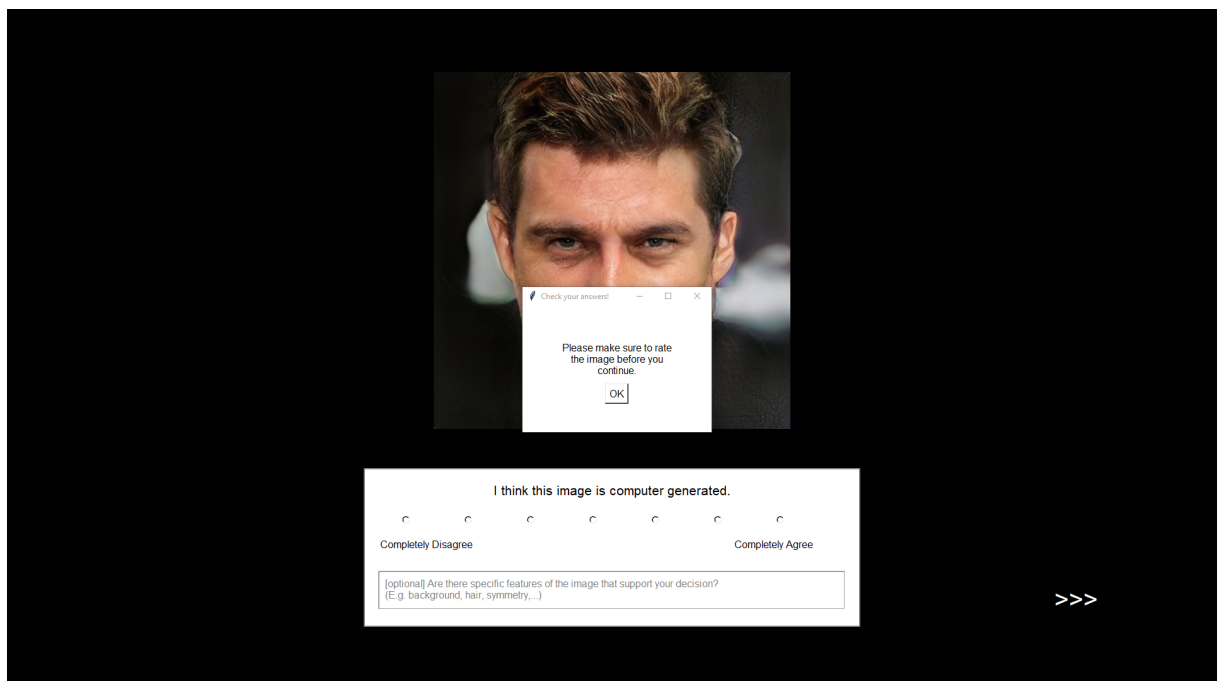 Check your answers!
Please make sure to rate
the image before you
continue.
OK
I think this image is computer generated.
Completely Disagree
Completely Agree
[optional] Are there specific features of the image that support your decision?
(E.g. background, hair, symmetry,...)
>>>